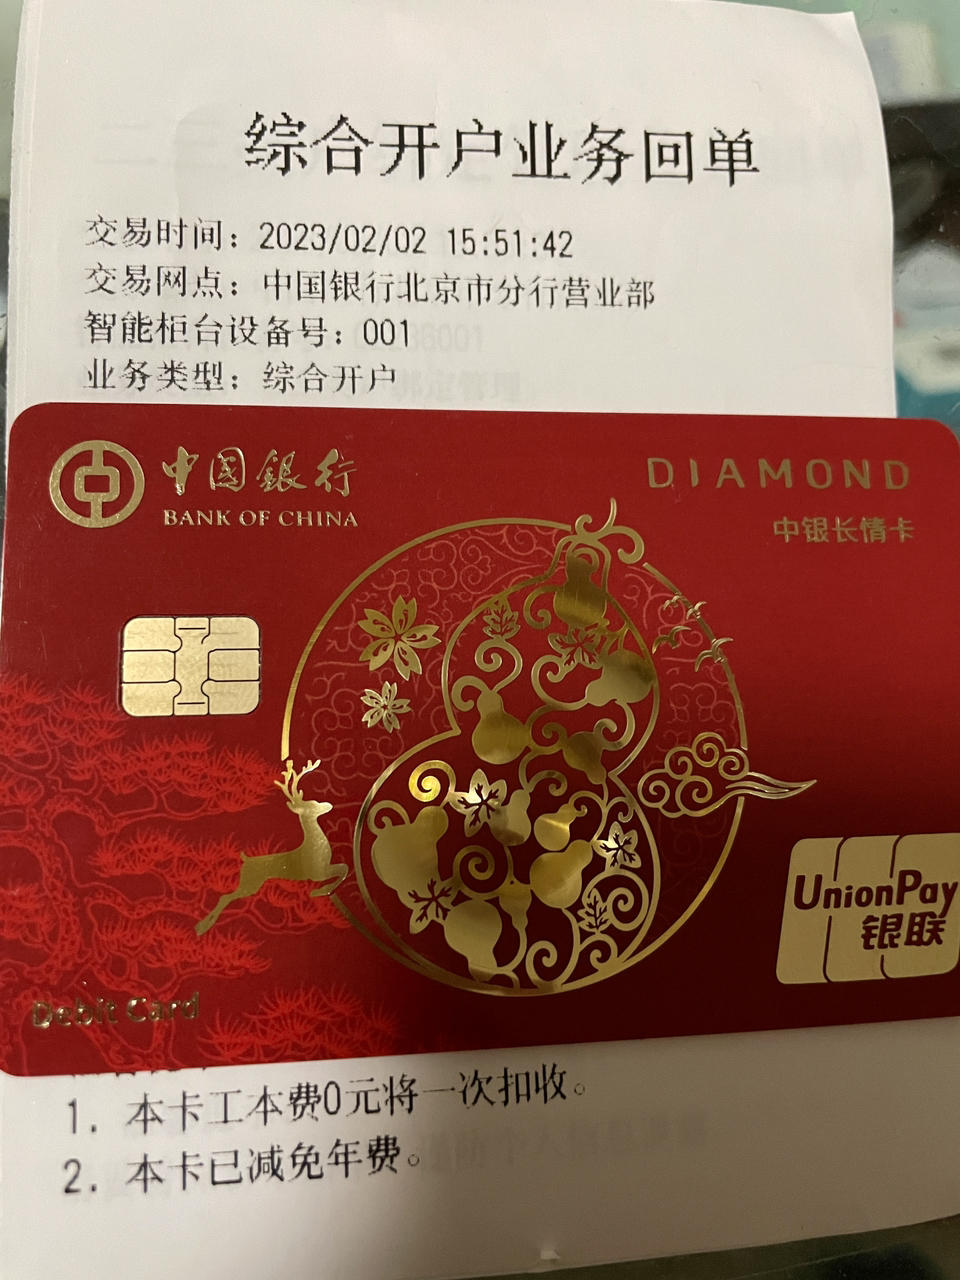 综合开户业务回单
交易时间：2023/02/02 15:51:42
交易网点：中国银行北京市分行营业部
智能柜台设备号：001
业务类型：综合开户
中国银行
BANK OF CHINA
DIAMOND
中银长情卡
UnionPay
银联
Debit Card
1. 本卡工本费0元将一次扣收。
2. 本卡已减免年费。